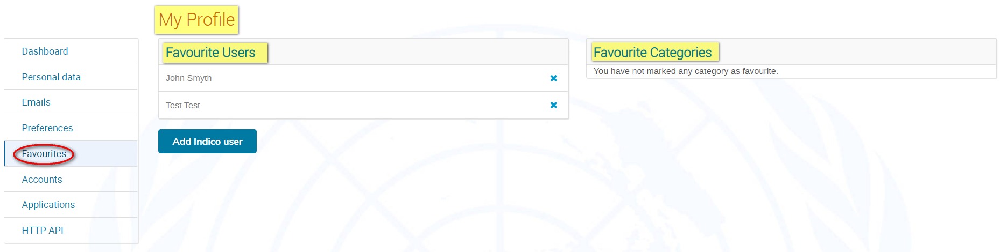 My Profile
Dashboard
Personal data
Emails
Preferences
Favourites
Accounts
Applications
HTTP API
Favourite Users
John Smyth
Test Test
Add Indico user
Favourite Categories
You have not marked any category as favourite.